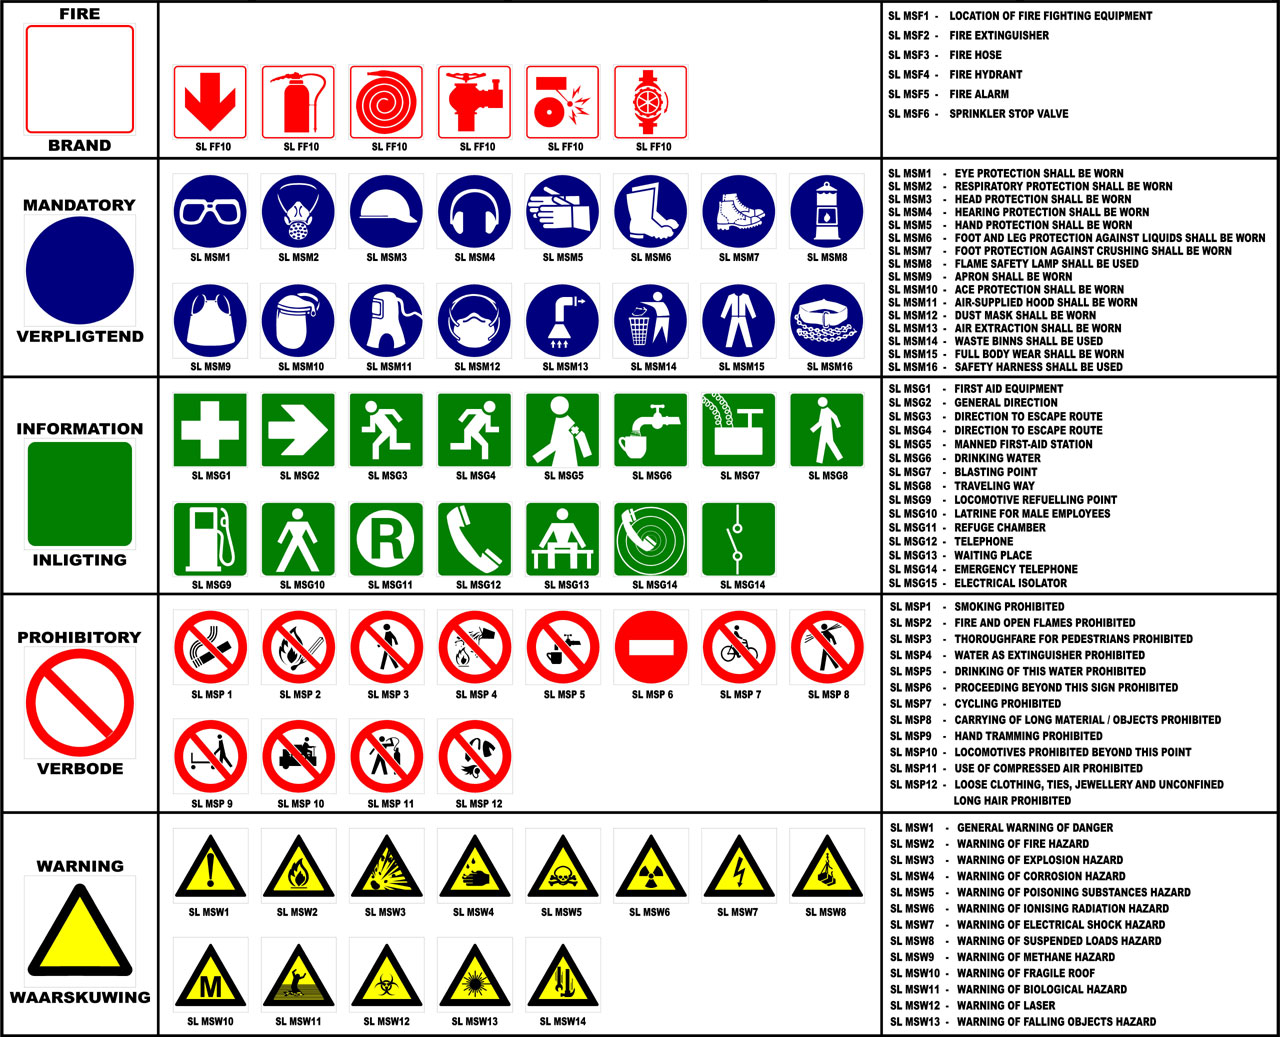 FIRE
BRAND
SL FF10 SL FF10 SL FF10 SL FF10 SL FF10 SL FF10
SL MSF1 - LOCATION OF FIRE FIGHTING EQUIPMENT
SL MSF2 - FIRE EXTINGUISHER
SL MSF3 - FIRE HOSE
SL MSF4 - FIRE HYDRANT
SL MSF5 - FIRE ALARM
SL MSF6 - SPRINKLER STOP VALVE
MANDATORY
VERPLIGTEND
SL MSM1 SL MSM2 SL MSM3 SL MSM4 SL MSM5 SL MSM6 SL MSM7 SL MSM8
SL MSM9 SL MSM10 SL MSM11 SL MSM12 SL MSM13 SL MSM14 SL MSM15 SL MSM16
SL MSM1 - EYE PROTECTION SHALL BE WORN
SL MSM2 - RESPIRATORY PROTECTION SHALL BE WORN
SL MSM3 - HEAD PROTECTION SHALL BE WORN
SL MSM4 - HEARING PROTECTION SHALL BE WORN
SL MSM5 - HAND PROTECTION SHALL BE WORN
SL MSM6 - FOOT AND LEG PROTECTION AGAINST LIQUIDS SHALL BE WORN
SL MSM7 - FOOT PROTECTION AGAINST CRUSHING SHALL BE WORN
SL MSM8 - FLAME SAFETY LAMP SHALL BE USED
SL MSM9 - APRON SHALL BE WORN
SL MSM10 - ACE PROTECTION SHALL BE WORN
SL MSM11 - AIR-SUPPLIED HOOD SHALL BE WORN
SL MSM12 - DUST MASK SHALL BE WORN
SL MSM13 - AIR EXTRACTION SHALL BE WORN
SL MSM14 - WASTE BINNS SHALL BE USED
SL MSM15 - FULL BODY WEAR SHALL BE WORN
SL MSM16 - SAFETY HARNESS SHALL BE USED
INFORMATION
INLIGTING
SL MSG1 SL MSG2 SL MSG3 SL MSG4 SL MSG5 SL MSG6 SL MSG7 SL MSG8
R
SL MSG9 SL MSG10 SL MSG11 SL MSG12 SL MSG13 SL MSG14 SL MSG14
SL MSG1 - FIRST AID EQUIPMENT
SL MSG2 - GENERAL DIRECTION
SL MSG3 - DIRECTION TO ESCAPE ROUTE
SL MSG4 - DIRECTION TO ESCAPE ROUTE
SL MSG5 - MANNED FIRST-AID STATION
SL MSG6 - DRINKING WATER
SL MSG7 - BLASTING POINT
SL MSG8 - TRAVELING WAY
SL MSG9 - LOCOMOTIVE REFUELLING POINT
SL MSG10 - LATRINE FOR MALE EMPLOYEES
SL MSG11 - REFUGE CHAMBER
SL MSG12 - TELEPHONE
SL MSG13 - WAITING PLACE
SL MSG14 - EMERGENCY TELEPHONE
SL MSG15 - ELECTRICAL ISOLATOR
PROHIBITORY
VERBODE
SL MSP 1 SL MSP 2 SL MSP 3 SL MSP 4 SL MSP 5 SL MSP 6 SL MSP 7 SL MSP 8
SL MSP 9 SL MSP 10 SL MSP 11 SL MSP 12
SL MSP1 - SMOKING PROHIBITED
SL MSP2 - FIRE AND OPEN FLAMES PROHIBITED
SL MSP3 - THOROUGHFARE FOR PEDESTRIANS PROHIBITED
SL MSP4 - WATER AS EXTINGUISHER PROHIBITED
SL MSP5 - DRINKING OF THIS WATER PROHIBITED
SL MSP6 - PROCEEDING BEYOND THIS SIGN PROHIBITED
SL MSP7 - CYCLING PROHIBITED
SL MSP8 - CARRYING OF LONG MATERIAL / OBJECTS PROHIBITED
SL MSP9 - HAND TRAMMING PROHIBITED
SL MSP10 - LOCOMOTIVES PROHIBITED BEYOND THIS POINT
SL MSP11 - USE OF COMPRESSED AIR PROHIBITED
SL MSP12 - LOOSE CLOTHING, TIES, JEWELLERY AND UNCONFINED
LONG HAIR PROHIBITED
WARNING
WAARSKUWING
SL MSW1 SL MSW2 SL MSW3 SL MSW4 SL MSW5 SL MSW6 SL MSW7 SL MSW8
M
SL MSW10 SL MSW11 SL MSW12 SL MSW13 SL MSW14
SL MSW1 - GENERAL WARNING OF DANGER
SL MSW2 - WARNING OF FIRE HAZARD
SL MSW3 - WARNING OF EXPLOSION HAZARD
SL MSW4 - WARNING OF CORROSION HAZARD
SL MSW5 - WARNING OF POISONING SUBSTANCES HAZARD
SL MSW6 - WARNING OF IONISING RADIATION HAZARD
SL MSW7 - WARNING OF ELECTRICAL SHOCK HAZARD
SL MSW8 - WARNING OF SUSPENDED LOADS HAZARD
SL MSW9 - WARNING OF METHANE HAZARD
SL MSW10 - WARNING OF FRAGILE ROOF
SL MSW11 - WARNING OF BIOLOGICAL HAZARD
SL MSW12 - WARNING OF LASER
SL MSW13 - WARNING OF FALLING OBJECTS HAZARD